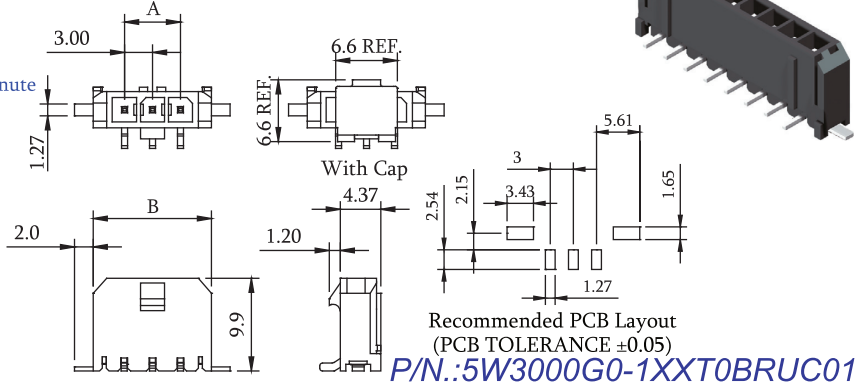 A
3.00
nute
1.27
6.6 REF.
6.6 REF.
With Cap
5.61
3
3.43
2.15
2.54
1.65
1.27
B
2.0
9.9
4.37
1.20
Recommended PCB Layout
(PCB TOLERANCE ±0.05)
P/N.:5W3000G0-1XXT0BRUC01